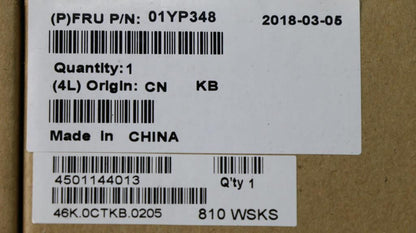 (P)FRU P/N: 01YP348 2018-03-05
Quantity:1
(4L) Origin: CN KB
Made In CHINA
4501144013 Q'ty 1
46K.0CTKB.0205 810 WSKS